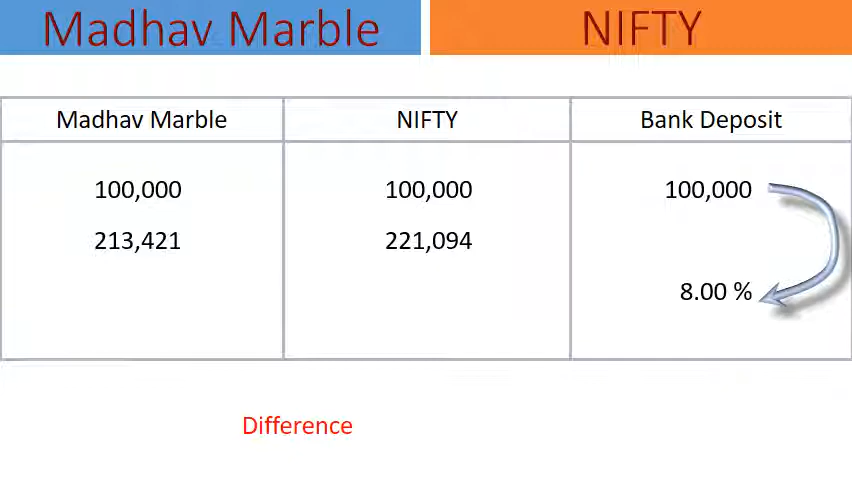 Madhav Marble
NIFTY
Madhav Marble NIFTY Bank Deposit
100,000 100,000 100,000
213,421 221,094
8.00 %
Difference